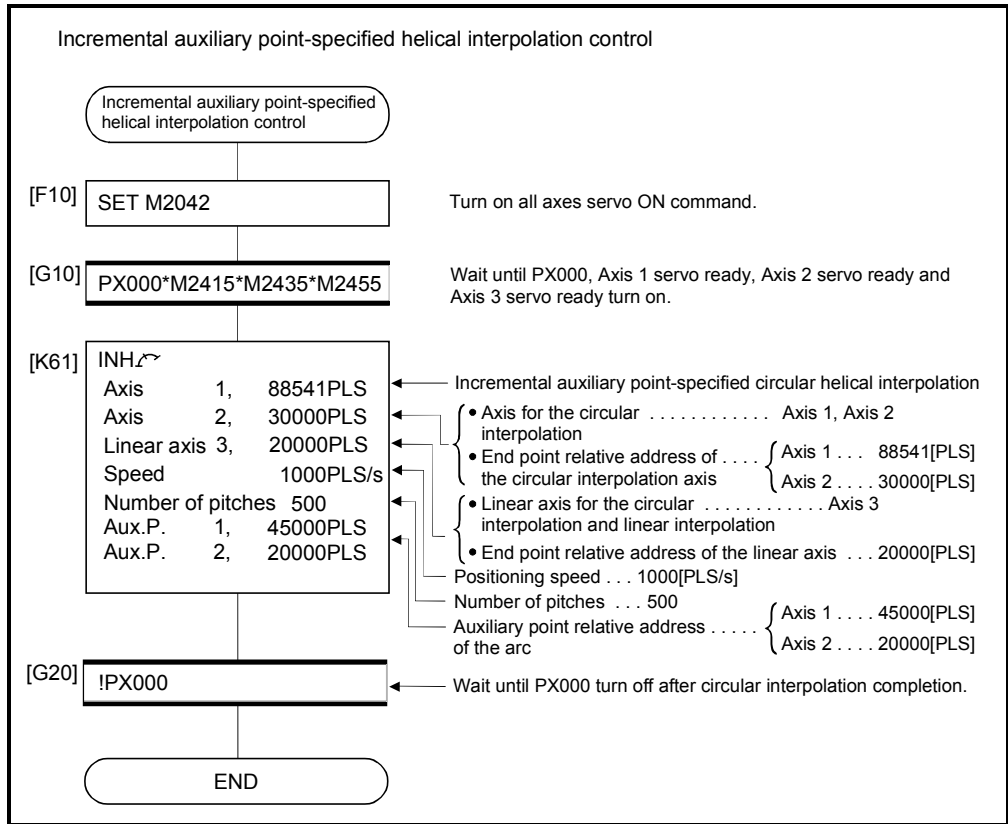 Incremental auxiliary point-specified helical interpolation control
Incremental auxiliary point-specified
helical interpolation control
[F10]
SET M2042
Turn on all axes servo ON command.
[G10]
PX000*M2415*M2435*M2455
Wait until PX000, Axis 1 servo ready, Axis 2 servo ready and
Axis 3 servo ready turn on.
[K61]
INH
Axis 1, 88541PLS
Axis 2, 30000PLS
Linear axis 3, 20000PLS
Speed 1000PLS/s
Number of pitches 500
Aux.P. 1, 45000PLS
Aux.P. 2, 20000PLS
Incremental auxiliary point-specified circular helical interpolation
• Axis for the circular . . . . . . . . . . . . Axis 1, Axis 2
interpolation
• End point relative address of . . . . Axis 1 . . . 88541[PLS]
the circular interpolation axis Axis 2 . . . . 30000[PLS]
• Linear axis for the circular . . . . . . . . . . . . Axis 3
interpolation and linear interpolation
• End point relative address of the linear axis . . . 20000[PLS]
Positioning speed . . . 1000[PLS/s]
Number of pitches . . . 500
Auxiliary point relative address . . . . . Axis 1 . . . . 45000[PLS]
of the arc Axis 2 . . . . 20000[PLS]
[G20]
!PX000
Wait until PX000 turn off after circular interpolation completion.
END